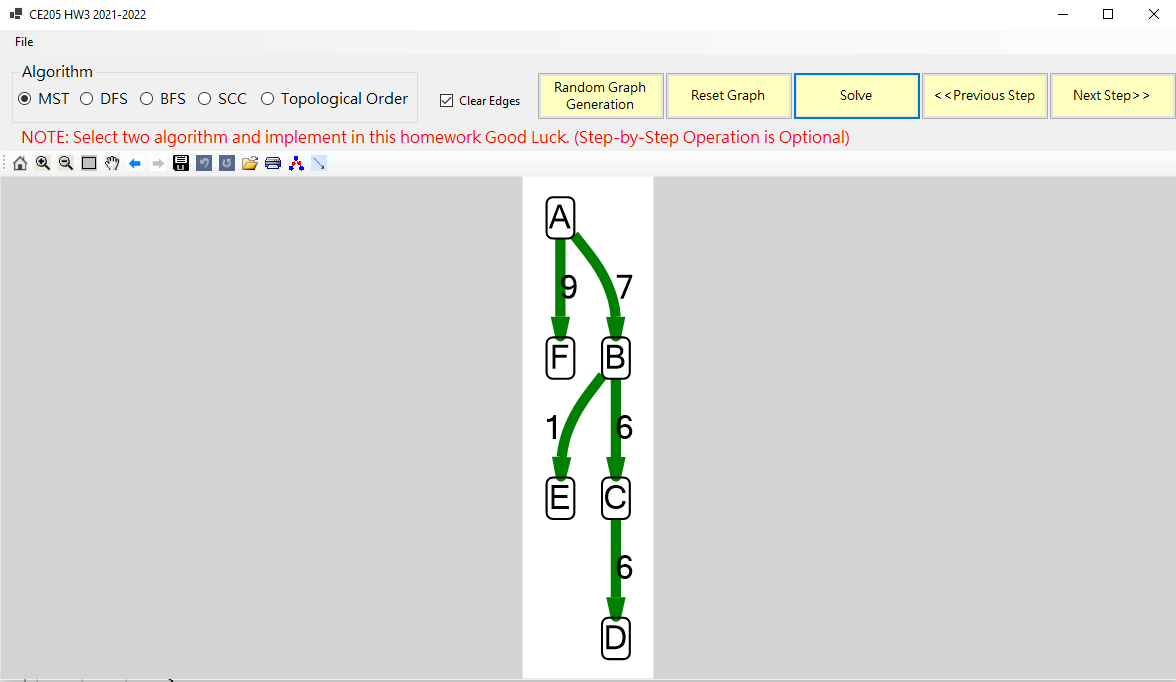 CE205 HW3 2021-2022
File
Algorithm
MST DFS BFS SCC Topological Order
Clear Edges
Random Graph
Generation
Reset Graph
Solve
<<Previous Step
Next Step>>
NOTE: Select two algorithm and implement in this homework Good Luck. (Step-by-Step Operation is Optional)
A
9 7
F B
1 6
E C
6
D